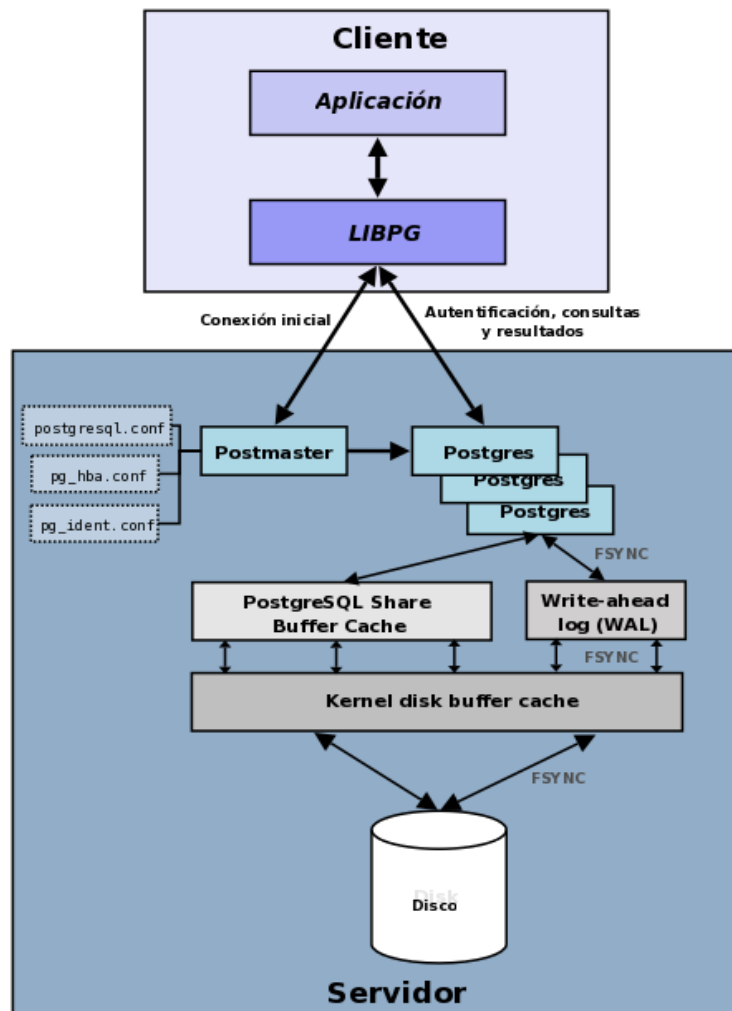 Cliente
Aplicación
LIBPG
Conexión inicial
Autentificación, consultas
y resultados
postgresql.conf
pg_hba.conf
pg_ident.conf
Postmaster
Postgres
Postgres
Postgres
FSYNC
PostgreSQL Share
Buffer Cache
Write-ahead
log (WAL)
FSYNC
Kernel disk buffer cache
FSYNC
Disk
Disco
Servidor